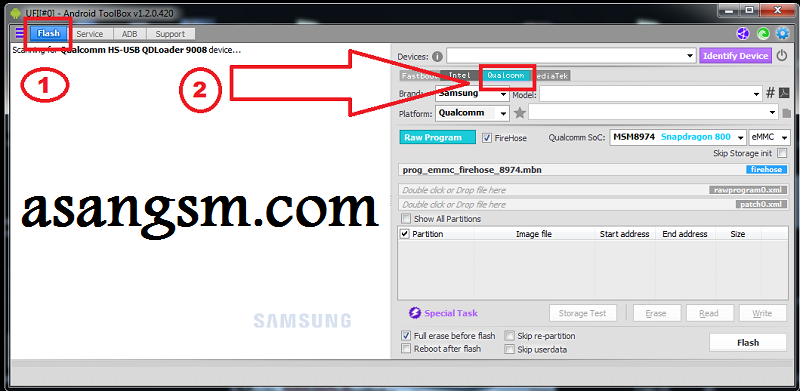 UFI[#0] - Android ToolBox v1.2.0.420
Flash Service ADB Support
Scanning for Qualcomm HS-USB QDLoader 9008 device...
1
2
Devices: Identify Device
FastBoot Intel Qualcomm MediaTek
Brand: Samsung Model: #
Platform: Qualcomm
Raw Program FireHose Qualcomm SoC: MSM8974 Snapdragon 800 eMMC
Skip Storage init
prog_emmc_firehose_8974.mbn firehose
Double click or Drop file here rawprogram0.xml
Double click or Drop file here patch0.xml
Show All Partitions
Partition Image file Start address End address Size
asangsm.com
SAMSUNG
Special Task Storage Test Erase Read Write
Full erase before flash Skip re-partition
Reboot after flash Skip userdata
Flash